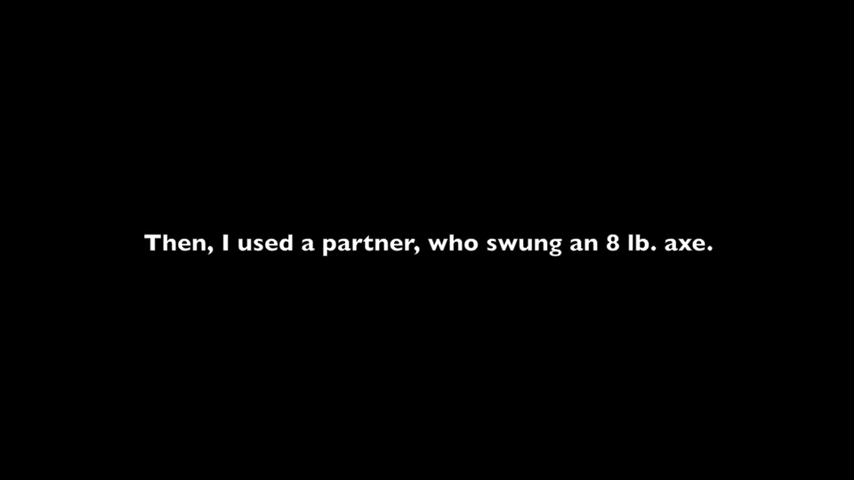 Then, I used a partner, who swung an 8 lb. axe.